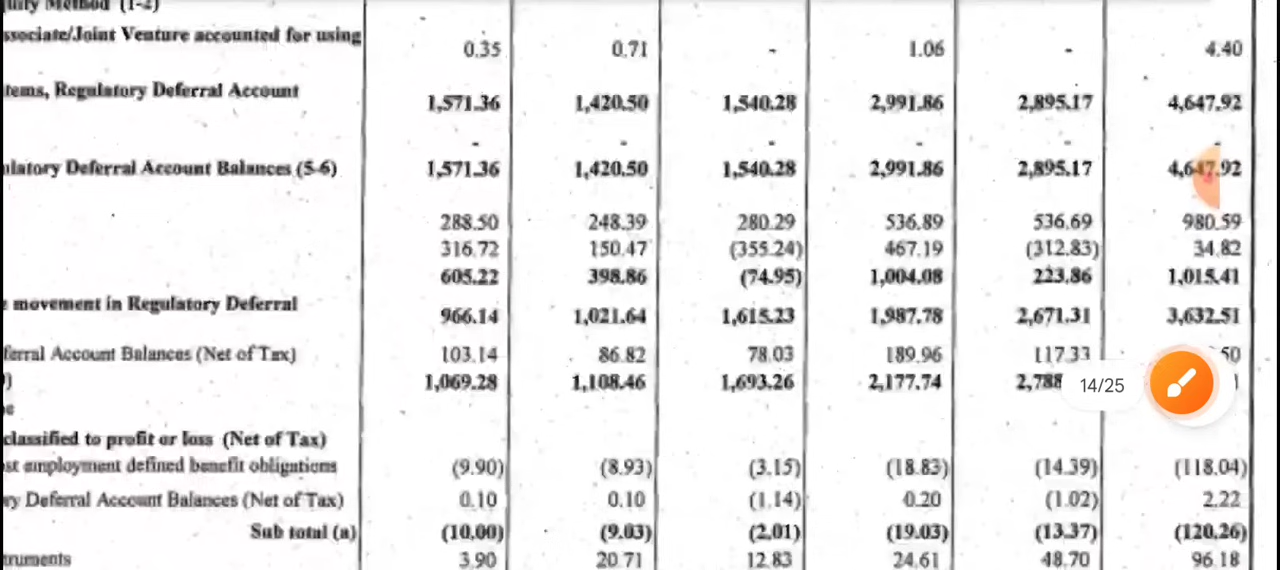 uity Method (1-2)
ssociate/Joint Venture accounted for using 0.35 0.71 - 1.06 - 4.40
tems, Regulatory Deferral Account 1,571.36 1,420.50 1,540.28 2,991.86 2,895.17 4,647.92
- - - - - -
ulatory Deferral Account Balances (5-6) 1,571.36 1,420.50 1,540.28 2,991.86 2,895.17 4,647.92
288.50 248.39 280.29 536.89 536.69 980.59
316.72 150.47 (355.24) 467.19 (312.83) 34.82
605.22 398.86 (74.95) 1,004.08 223.86 1,015.41
movement in Regulatory Deferral 966.14 1,021.64 1,615.23 1,987.78 2,671.31 3,632.51
ferral Account Balances (Net of Tax) 103.14 86.82 78.03 189.96 117.33 50
) 1,069.28 1,108.46 1,693.26 2,177.74 2,788 14/25
classified to profit or loss (Net of Tax)
st employment defined benefit obligations (9.90) (8.93) (3.15) (18.83) (14.39) (118.04)
ry Deferral Account Balances (Net of Tax) 0.10 0.10 (1.14) 0.20 (1.02) 2.22
Sub total (a) (10.00) (9.03) (2.01) (19.03) (13.37) (120.26)
truments 3.90 20.71 12.83 24.61 48.70 96.18